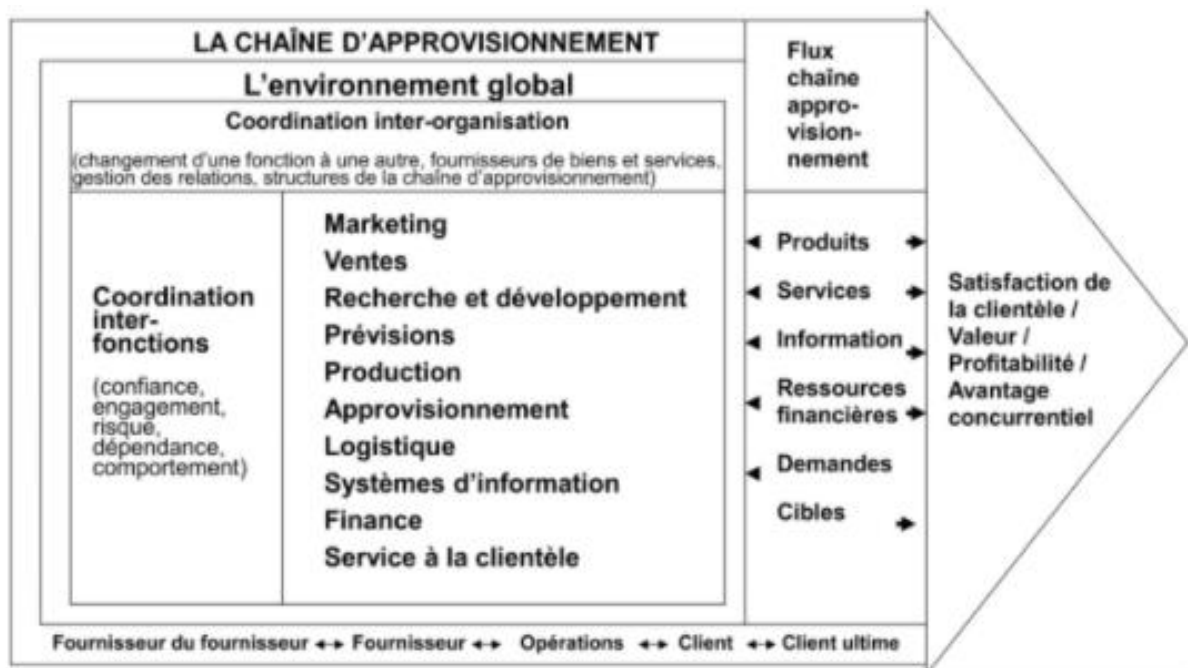 LA CHAÎNE D'APPROVISIONNEMENT
L'environnement global
Coordination inter-organisation
(changement d'une fonction à une autre, fournisseurs de biens et services,
gestion des relations, structures de la chaîne d'approvisionnement)
Coordination
inter-
fonctions
(confiance,
engagement,
risque,
dépendance,
comportement)
Marketing
Ventes
Recherche et développement
Prévisions
Production
Approvisionnement
Logistique
Systèmes d'information
Finance
Service à la clientèle
Flux
chaîne
appro-
vision-
nement
Produits
Services
Information
Ressources
financières
Demandes
Cibles
Satisfaction de
la clientèle /
Valeur /
Profitabilité /
Avantage
concurrentiel
Fournisseur du fournisseur ↔ Fournisseur ↔ Opérations ↔ Client ↔ Client ultime